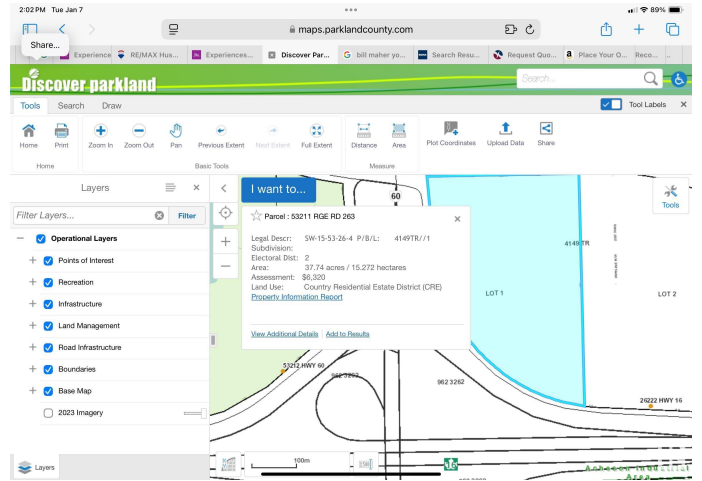 2:02 PM Tue Jan 7
89%
maps.parklandcounty.com
Share...
Experience
RE/MAX Hus...
Experiences...
Discover Par...
bill maher yo...
Search Resu...
Request Quo...
Place Your O...
Reco...
Discover parkland
Search...
Tools Search Draw
Tool Labels
Home Print Zoom In Zoom Out Pan Previous Extent Next Extent Full Extent Distance Area Plot Coordinates Upload Data Share
Home Basic Tools Measure
Layers
Filter Layers...
Filter
Operational Layers
Points of Interest
Recreation
Infrastructure
Land Management
Road Infrastructure
Boundaries
Base Map
2023 Imagery
Layers
I want to...
60
Tools
Parcel : 53211 RGE RD 263
Legal Descr: SW-15-53-26-4 P/B/L: 4149TR//1
Subdivision:
Electoral Dist: 2
Area: 37.74 acres / 15.272 hectares
Assessment: $6,320
Land Use: Country Residential Estate District (CRE)
Property Information Report
View Additional Details Add to Results
4149 TR
LOT 1
LOT 2
53212 HWY 60
962 3262
962 3262
26222 HWY 16
100m
16
Acheson Industrial
Area